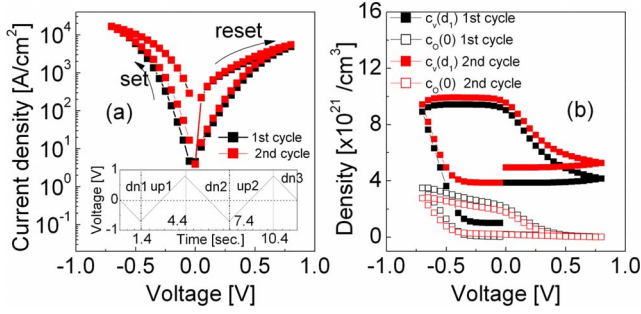 Current density [A/cm²]
10⁴
10³
10²
10¹
10⁰
10⁻¹
set
reset
(a)
1st cycle
2nd cycle
Voltage [V]
1
0
-1
dn1 up1 dn2 up2 dn3
1.4 4.4 7.4 10.4
Time [sec.]
-1.0 -0.5 0.0 0.5 1.0
Voltage [V]
Density [x10²¹ /cm³]
16
12
8
4
0
cᵥ(d₁) 1st cycle
c_O(0) 1st cycle
cᵥ(d₁) 2nd cycle
c_O(0) 2nd cycle
(b)
-1.0 -0.5 0.0 0.5 1.0
Voltage [V]